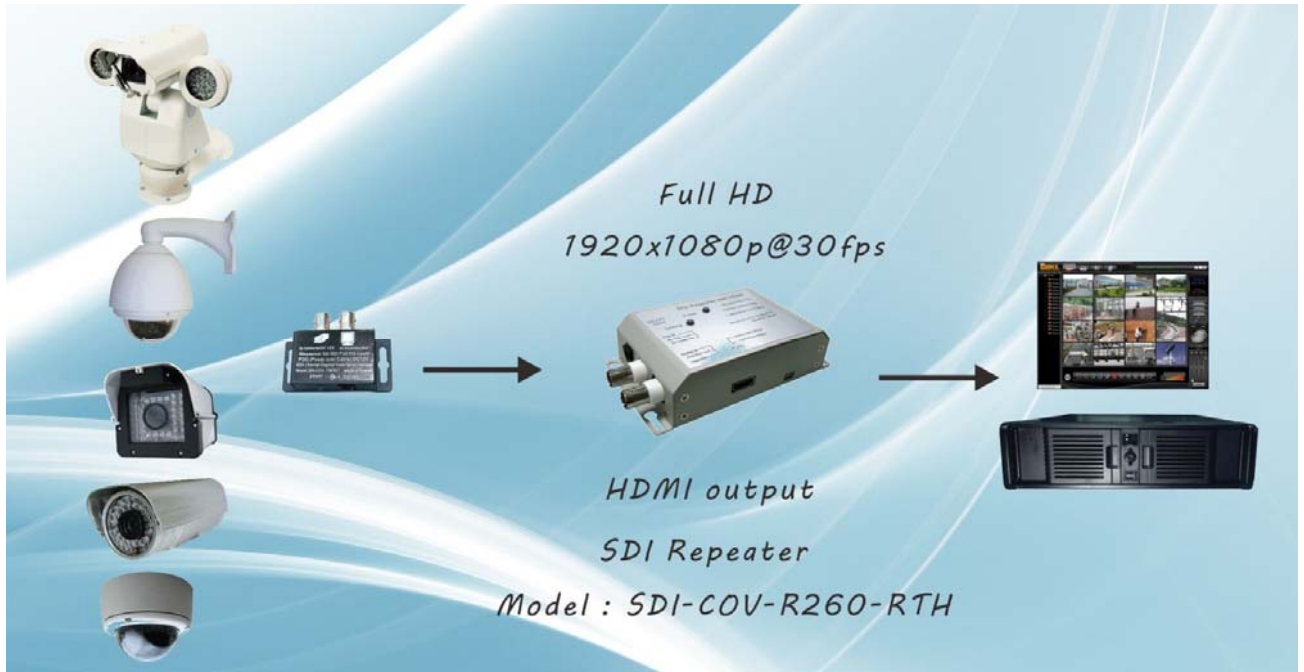 Full HD
1920x1080p@30fps
HDMI output
SDI Repeater
Model : SDI-COV-R260-RTH